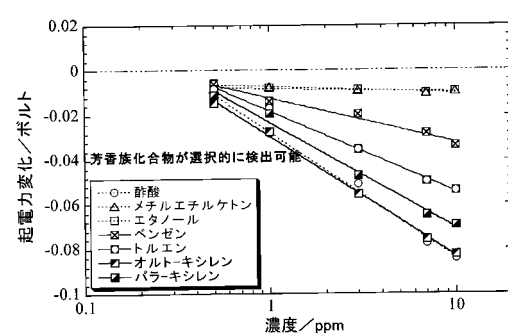 0.02
0
-0.02
-0.04
-0.06
-0.08
-0.1
起電力変化/ボルト
芳香族化合物が選択的に検出可能
酢酸
メチルエチルケトン
エタノール
ベンゼン
トルエン
オルト-キシレン
パラ-キシレン
0.1
1
10
濃度/ppm